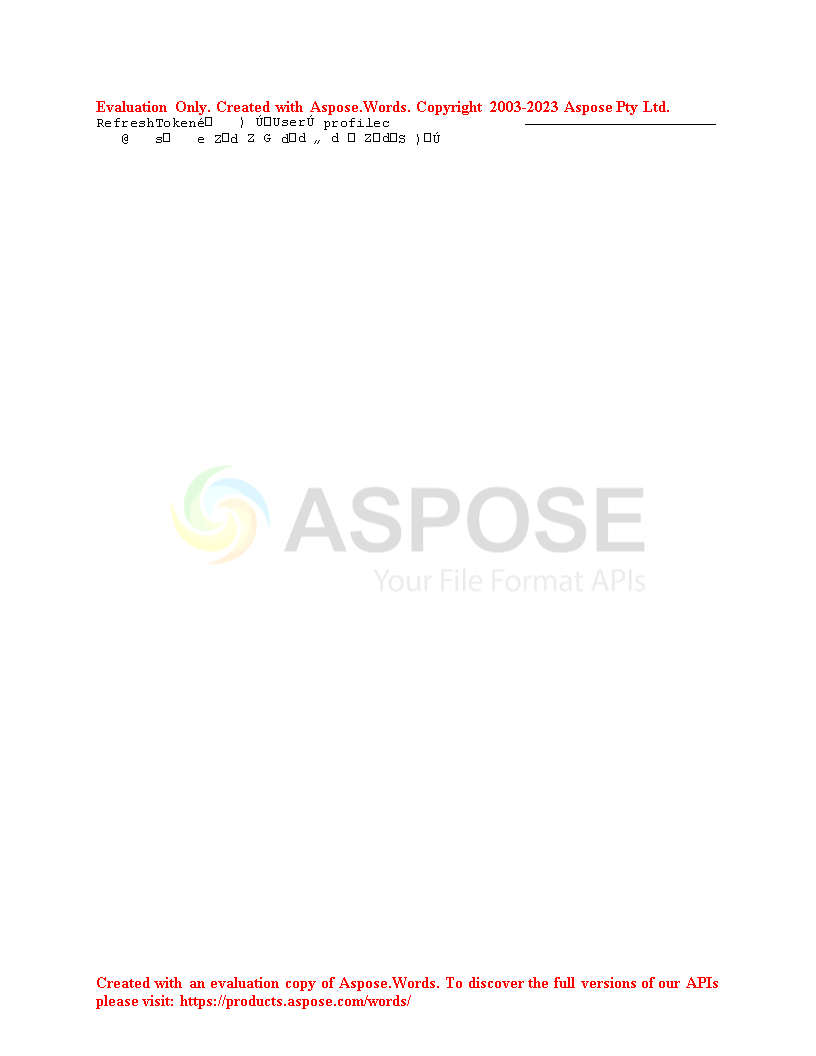 Evaluation Only. Created with Aspose.Words. Copyright 2003-2023 Aspose Pty Ltd.
RefreshTokené□ ) Ú□UserÚ profilec
@ s□ e Z□d Z G d□d „ d □ Z□d□S )□Ú
ASPOSE
Your File Format APIs
Created with an evaluation copy of Aspose.Words. To discover the full versions of our APIs
please visit: https://products.aspose.com/words/